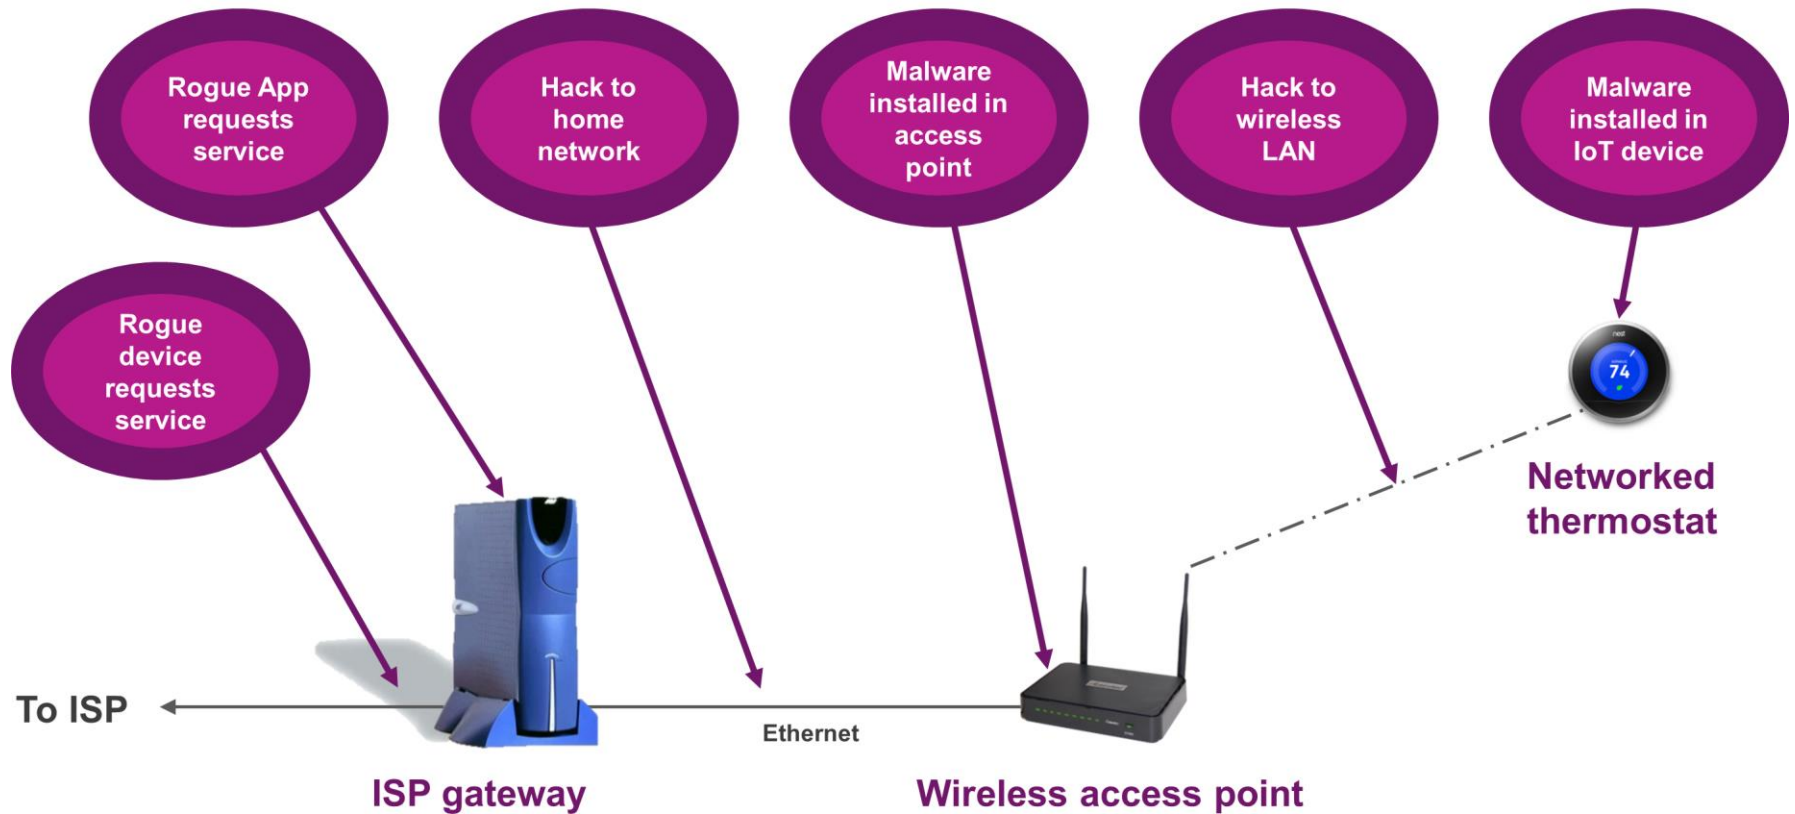 Rogue App
requests
service
Hack to
home
network
Malware
installed in
access
point
Hack to
wireless
LAN
Malware
installed in
IoT device
Rogue
device
requests
service
nest
74
Networked
thermostat
To ISP
Ethernet
ISP gateway
Wireless access point